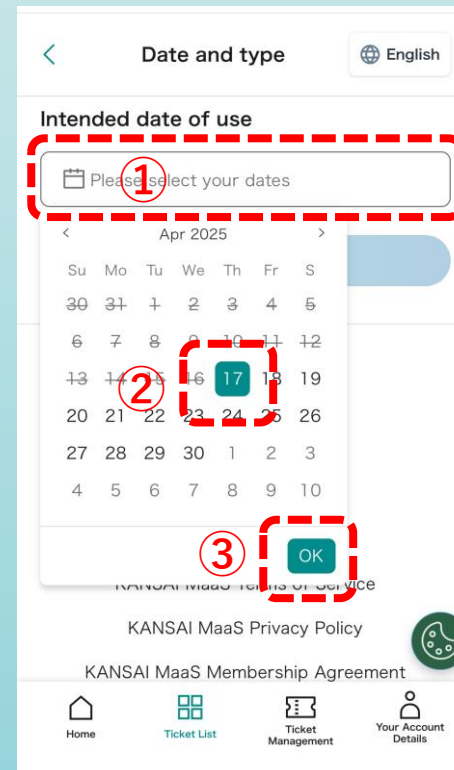 Date and type
English
Intended date of use
① Please select your dates
Apr 2025
Su Mo Tu We Th Fr S
30 31 1 2 3 4 5
6 7 8 9 10 11 12
② 13 14 15 16 17 18 19
20 21 22 23 24 25 26
27 28 29 30 1 2 3
4 5 6 7 8 9 10
③ OK
KANSAI MaaS Terms of Service
KANSAI MaaS Privacy Policy
KANSAI MaaS Membership Agreement
Home
Ticket List
Ticket
Management
Your Account
Details